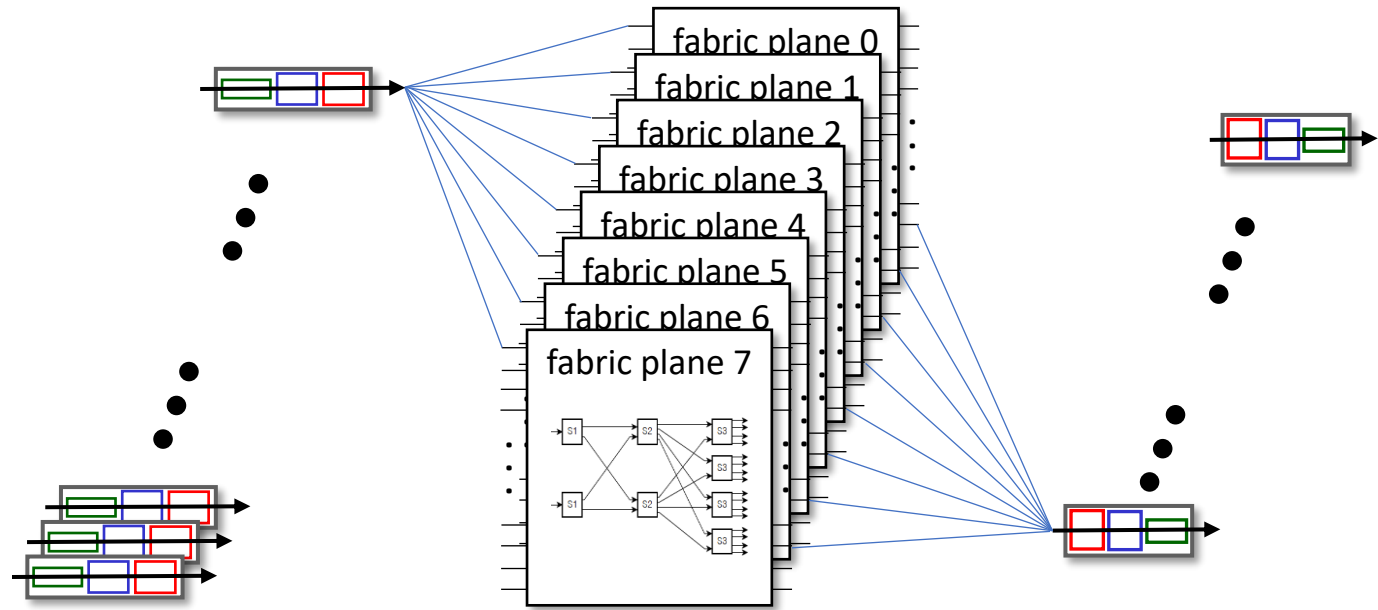 fabric plane 0
fabric plane 1
fabric plane 2
fabric plane 3
fabric plane 4
fabric plane 5
fabric plane 6
fabric plane 7
S1 S2 S3
S3
S1 S2 S3
S3